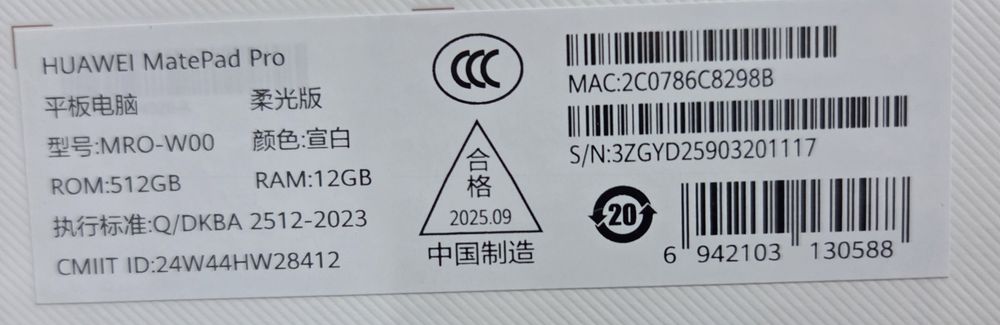 HUAWEI MatePad Pro
平板电脑 柔光版
型号:MRO-W00 颜色:宣白
ROM:512GB RAM:12GB
执行标准:Q/DKBA 2512-2023
CMIIT ID:24W44HW28412
CCC
合格
2025.09
中国制造
MAC:2C0786C8298B
S/N:3ZGYD25903201117
20
6 942103 130588